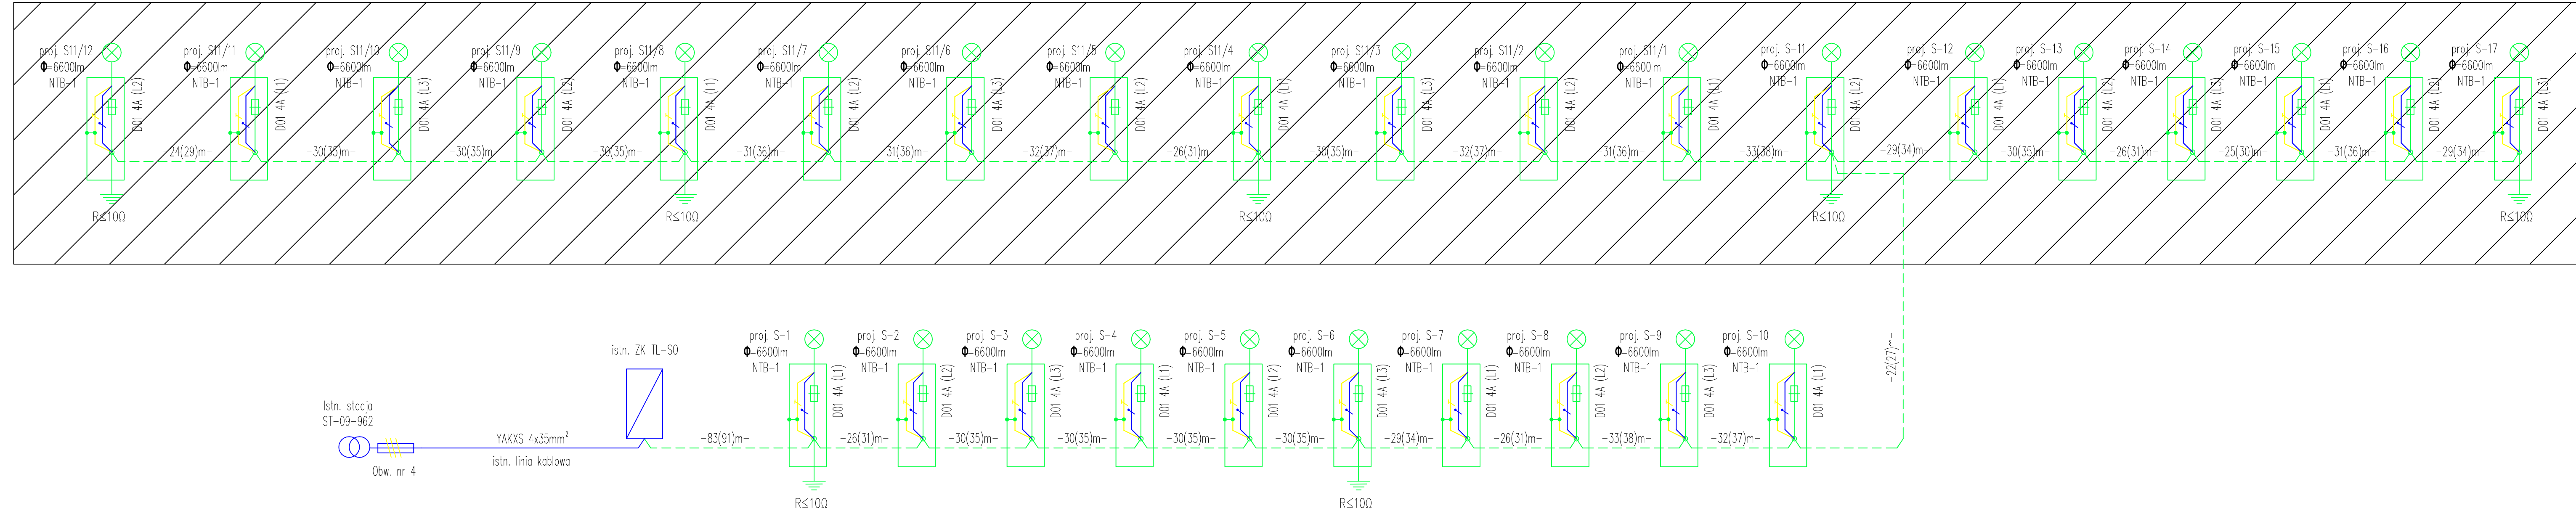 proj. S11/12
Φ=6600lm
NTB-1
D01 4A (L2)
R≤10Ω
-24(29)m-
proj. S11/11
Φ=6600lm
NTB-1
D01 4A (L1)
-30(35)m-
proj. S11/10
Φ=6600lm
NTB-1
D01 4A (L3)
-30(35)m-
proj. S11/9
Φ=6600lm
NTB-1
D01 4A (L2)
-30(35)m-
proj. S11/8
Φ=6600lm
NTB-1
D01 4A (L1)
R≤10Ω
-31(36)m-
proj. S11/7
Φ=6600lm
NTB-1
D01 4A (L2)
-31(36)m-
proj. S11/6
Φ=6600lm
NTB-1
D01 4A (L3)
-32(37)m-
proj. S11/5
Φ=6600lm
NTB-1
D01 4A (L2)
-26(31)m-
proj. S11/4
Φ=6600lm
NTB-1
D01 4A (L1)
R≤10Ω
-30(35)m-
proj. S11/3
Φ=6600lm
NTB-1
D01 4A (L3)
-32(37)m-
proj. S11/2
Φ=6600lm
NTB-1
D01 4A (L2)
-31(36)m-
proj. S11/1
Φ=6600lm
NTB-1
D01 4A (L1)
-33(38)m-
proj. S-11
Φ=6600lm
NTB-1
D01 4A (L2)
R≤10Ω
-29(34)m-
proj. S-12
Φ=6600lm
NTB-1
D01 4A (L1)
-30(35)m-
proj. S-13
Φ=6600lm
NTB-1
D01 4A (L2)
-26(31)m-
proj. S-14
Φ=6600lm
NTB-1
D01 4A
-25(30)m-
proj. S-15
Φ=6600lm
NTB-1
D01 4A
-31(36)m-
proj. S-16
Φ=6600lm
NTB-1
D01 4A
-29(34)m-
proj. S-17
Φ=6600lm
NTB-1
D01 4A (L3)
R≤10Ω
-22(27)m-
Istn. stacja
ST-09-962
Obw. nr 4
YAKXS 4x35mm²
istn. linia kablowa
istn. ZK TL-SO
-83(91)m-
proj. S-1
Φ=6600lm
NTB-1
D01 4A (L1)
R≤10Ω
-26(31)m-
proj. S-2
Φ=6600lm
NTB-1
D01 4A (L2)
-30(35)m-
proj. S-3
Φ=6600lm
NTB-1
D01 4A (L3)
-30(35)m-
proj. S-4
Φ=6600lm
NTB-1
D01 4A (L1)
-30(35)m-
proj. S-5
Φ=6600lm
NTB-1
D01 4A (L2)
-30(35)m-
proj. S-6
Φ=6600lm
NTB-1
D01 4A (L3)
R≤10Ω
-29(34)m-
proj. S-7
Φ=6600lm
NTB-1
D01 4A (L1)
-26(31)m-
proj. S-8
Φ=6600lm
NTB-1
D01 4A (L2)
-33(38)m-
proj. S-9
Φ=6600lm
NTB-1
D01 4A (L3)
-32(37)m-
proj. S-10
Φ=6600lm
NTB-1
D01 4A (L1)